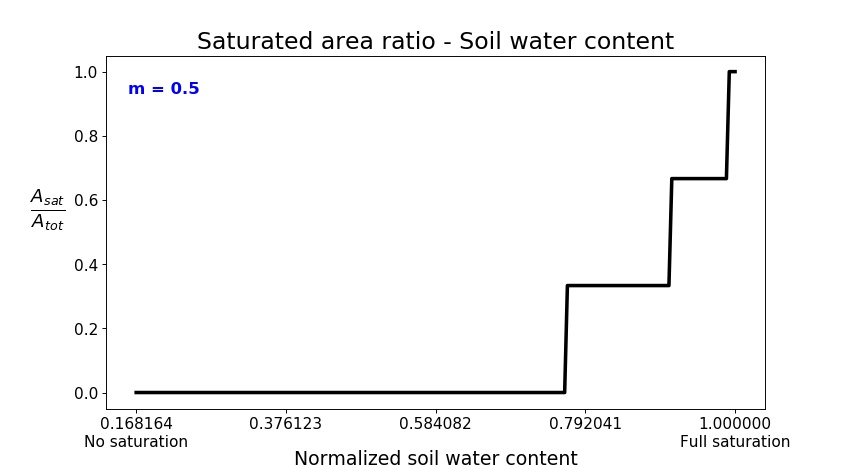 Saturated area ratio - Soil water content
m = 0.5
1.0
0.8
0.6
0.4
0.2
0.0
A_sat
A_tot
0.168164 0.376123 0.584082 0.792041 1.000000
No saturation Full saturation
Normalized soil water content